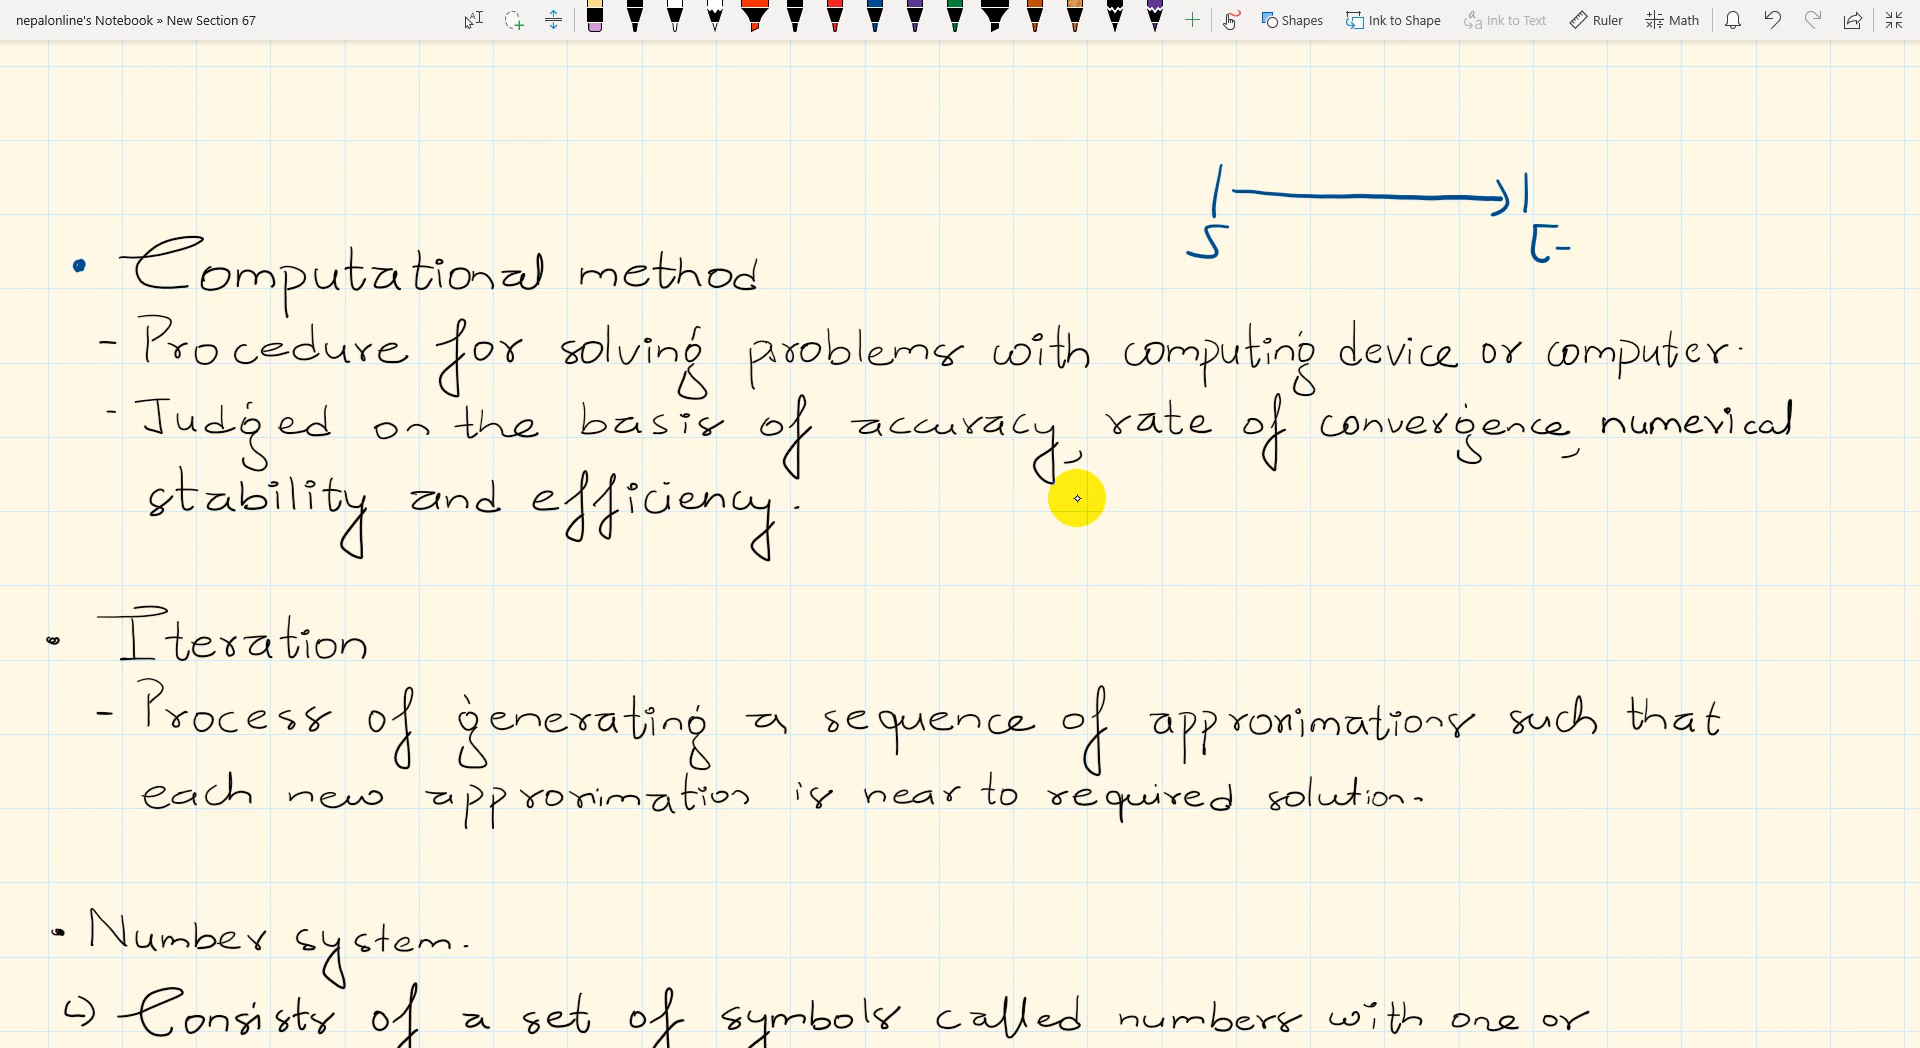 nepalonline's Notebook » New Section 67
Shapes
Ink to Shape
Ink to Text
Ruler
Math
S E
• Computational method
- Procedure for solving problems with computing device or computer.
- Judged on the basis of accuracy, rate of convergence, numerical
stability and efficiency.
• Iteration
- Process of generating a sequence of approximations such that
each new approximation is near to required solution.
• Number system.
↳ Consists of a set of symbols called numbers with one or